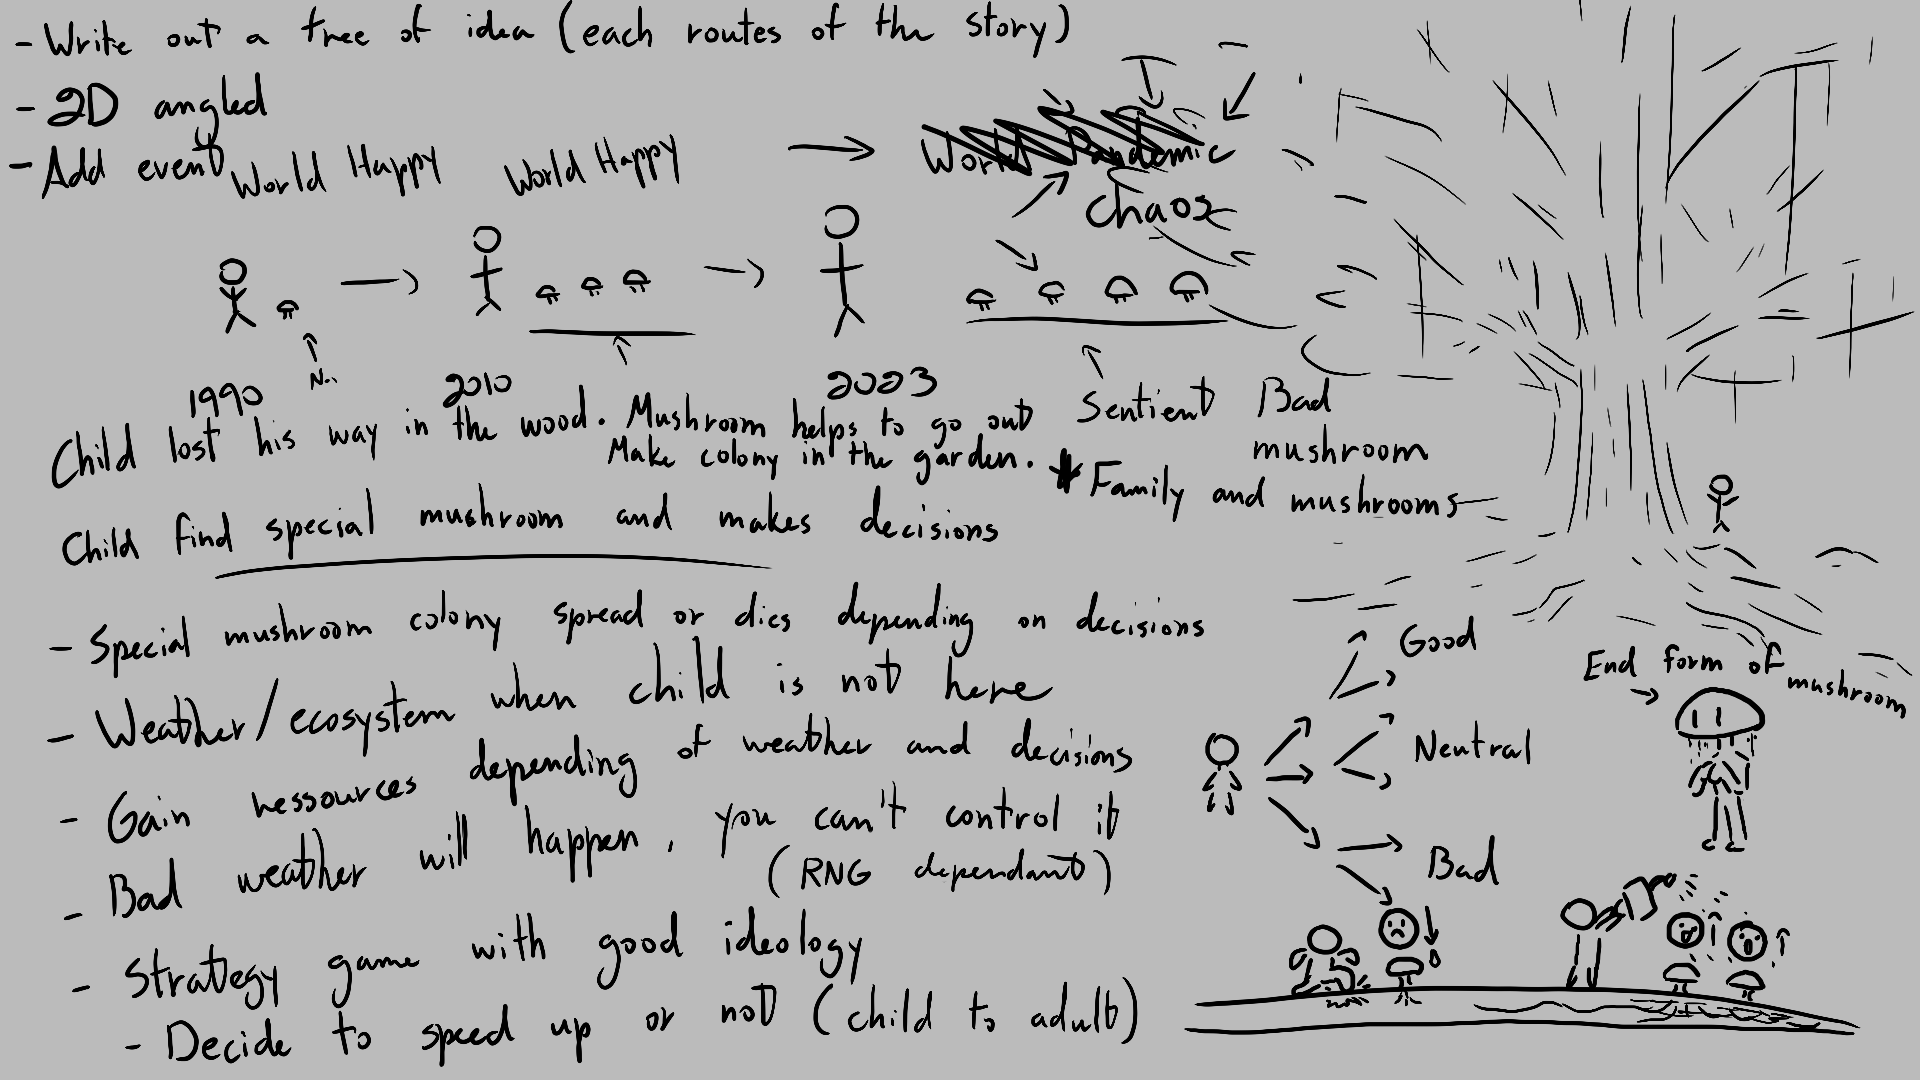 - Write out a tree of idea (each routes of the story)
- 2D angled
- Add event
World Happy
World Happy
World Pandemic
Chaos
1990
2010
2023
Child lost his way in the wood. Mushroom helps to go out
Make colony in the garden.
Sentient Bad
mushroom
Family and mushrooms
Child find special mushroom and makes decisions
- Special mushroom colony spread or dies depending on decisions
- Weather/ecosystem when child is not here
- Gain ressources depending of weather and decisions
- Bad weather will happen, you can't control it
(RNG dependant)
- Strategy game with good ideology
- Decide to speed up or not (child to adult)
Good
Neutral
Bad
End form of mushroom